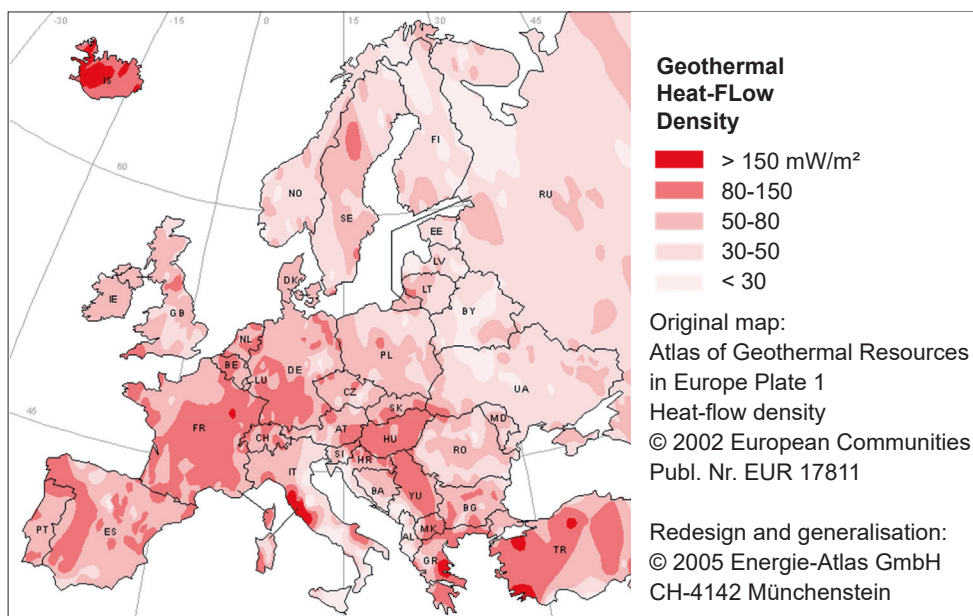 -30
-15
0
15
30
45
IS
60
FI
NO
RU
SE
EE
LV
DK
LT
IE
GB
BY
NL
BE
DE
PL
LU
CZ
UA
45
SK
MD
FR
CH
AT
HU
SI
HR
RO
IT
BA
YU
BG
PT
ES
MK
AL
GR
TR
Geothermal
Heat-FLow
Density
> 150 mW/m²
80-150
50-80
30-50
< 30
Original map:
Atlas of Geothermal Resources
in Europe Plate 1
Heat-flow density
© 2002 European Communities
Publ. Nr. EUR 17811
Redesign and generalisation:
© 2005 Energie-Atlas GmbH
CH-4142 Münchenstein